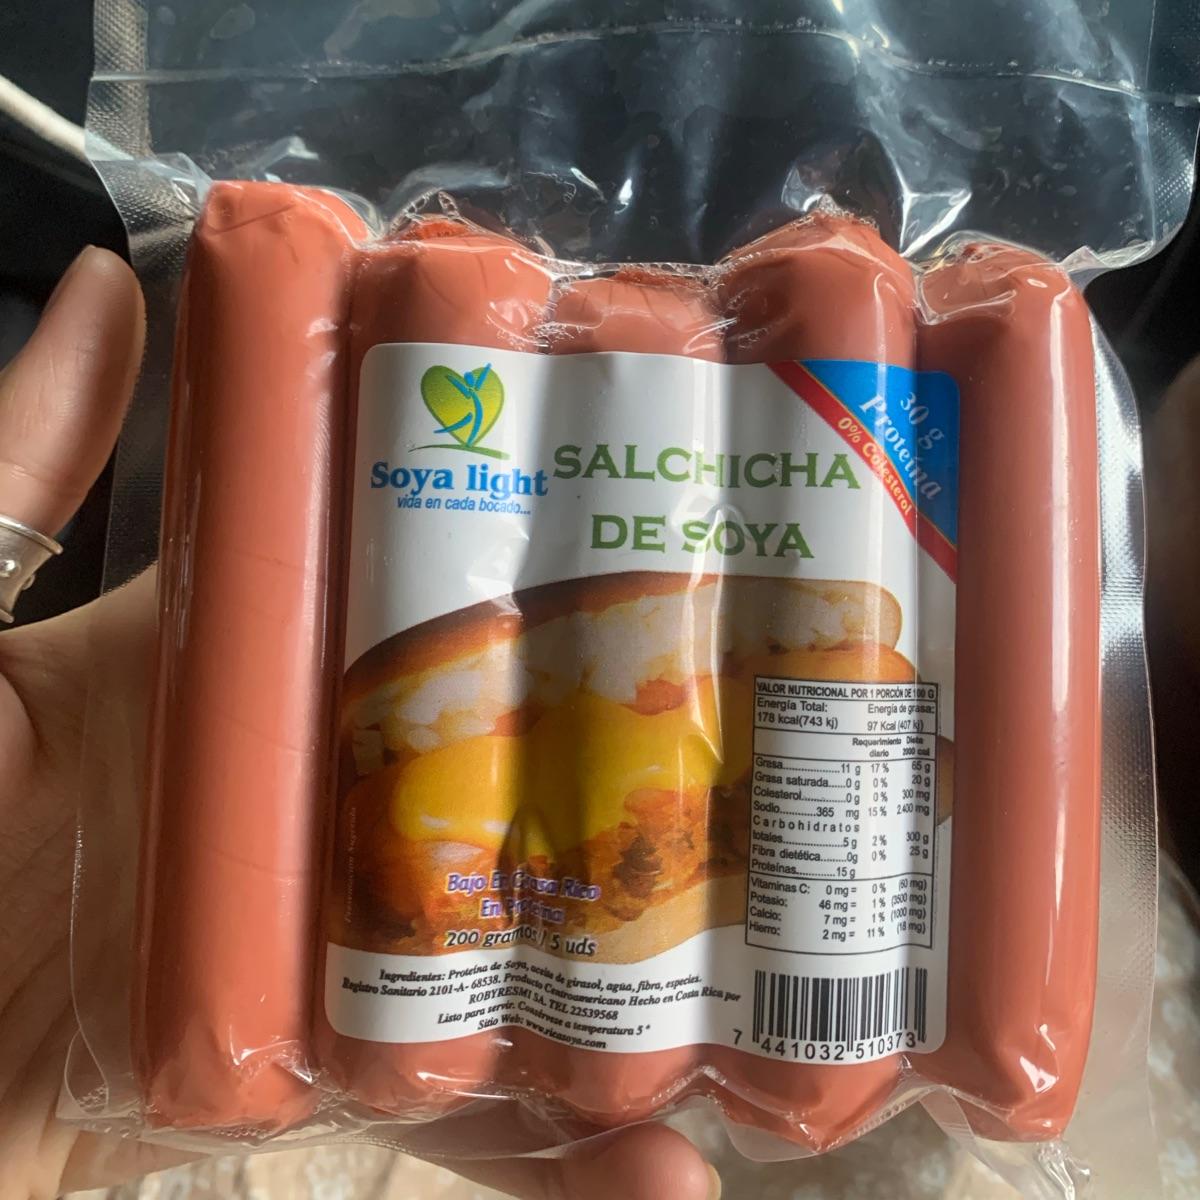 Soya light
vida en cada bocado...
SALCHICHA
DE SOYA
30 g
Proteína
0% Colesterol
VALOR NUTRICIONAL POR 1 PORCIÓN DE 100 G
Energía Total: Energía de grasa:
178 kcal(743 kj) 97 Kcal (407 kj)
Requerimiento Dieta
diario 2000 cal
Grasa..............11 g 17% 65 g
Grasa saturada.....0 g 0% 20 g
Colesterol..............0 g 0% 300 mg
Sodio..............365 mg 15% 2400 mg
Carbohidratos
totales....................5 g 2% 300 g
Fibra dietética........0g 0% 25 g
Proteínas.............15 g
Vitaminas C: 0 mg = 0% (60 mg)
Potasio: 46 mg = 1% (3500 mg)
Calcio: 7 mg = 1% (1000 mg)
Hierro: 2 mg = 11% (18 mg)
Bajo En Grasa Rico
En Proteina
200 gramos / 5 uds
Ingredientes: Proteína de Soya, aceite de girasol, agua, fibra, especies.
Registro Sanitario 2101-A- 68538. Producto Centroamericano Hecho en Costa Rica por
ROBYRESMI SA. TEL 22539568
Listo para servir. Consérvese a temperatura 5°
Sitio Web: www.ricasoya.com
7 441032 510373